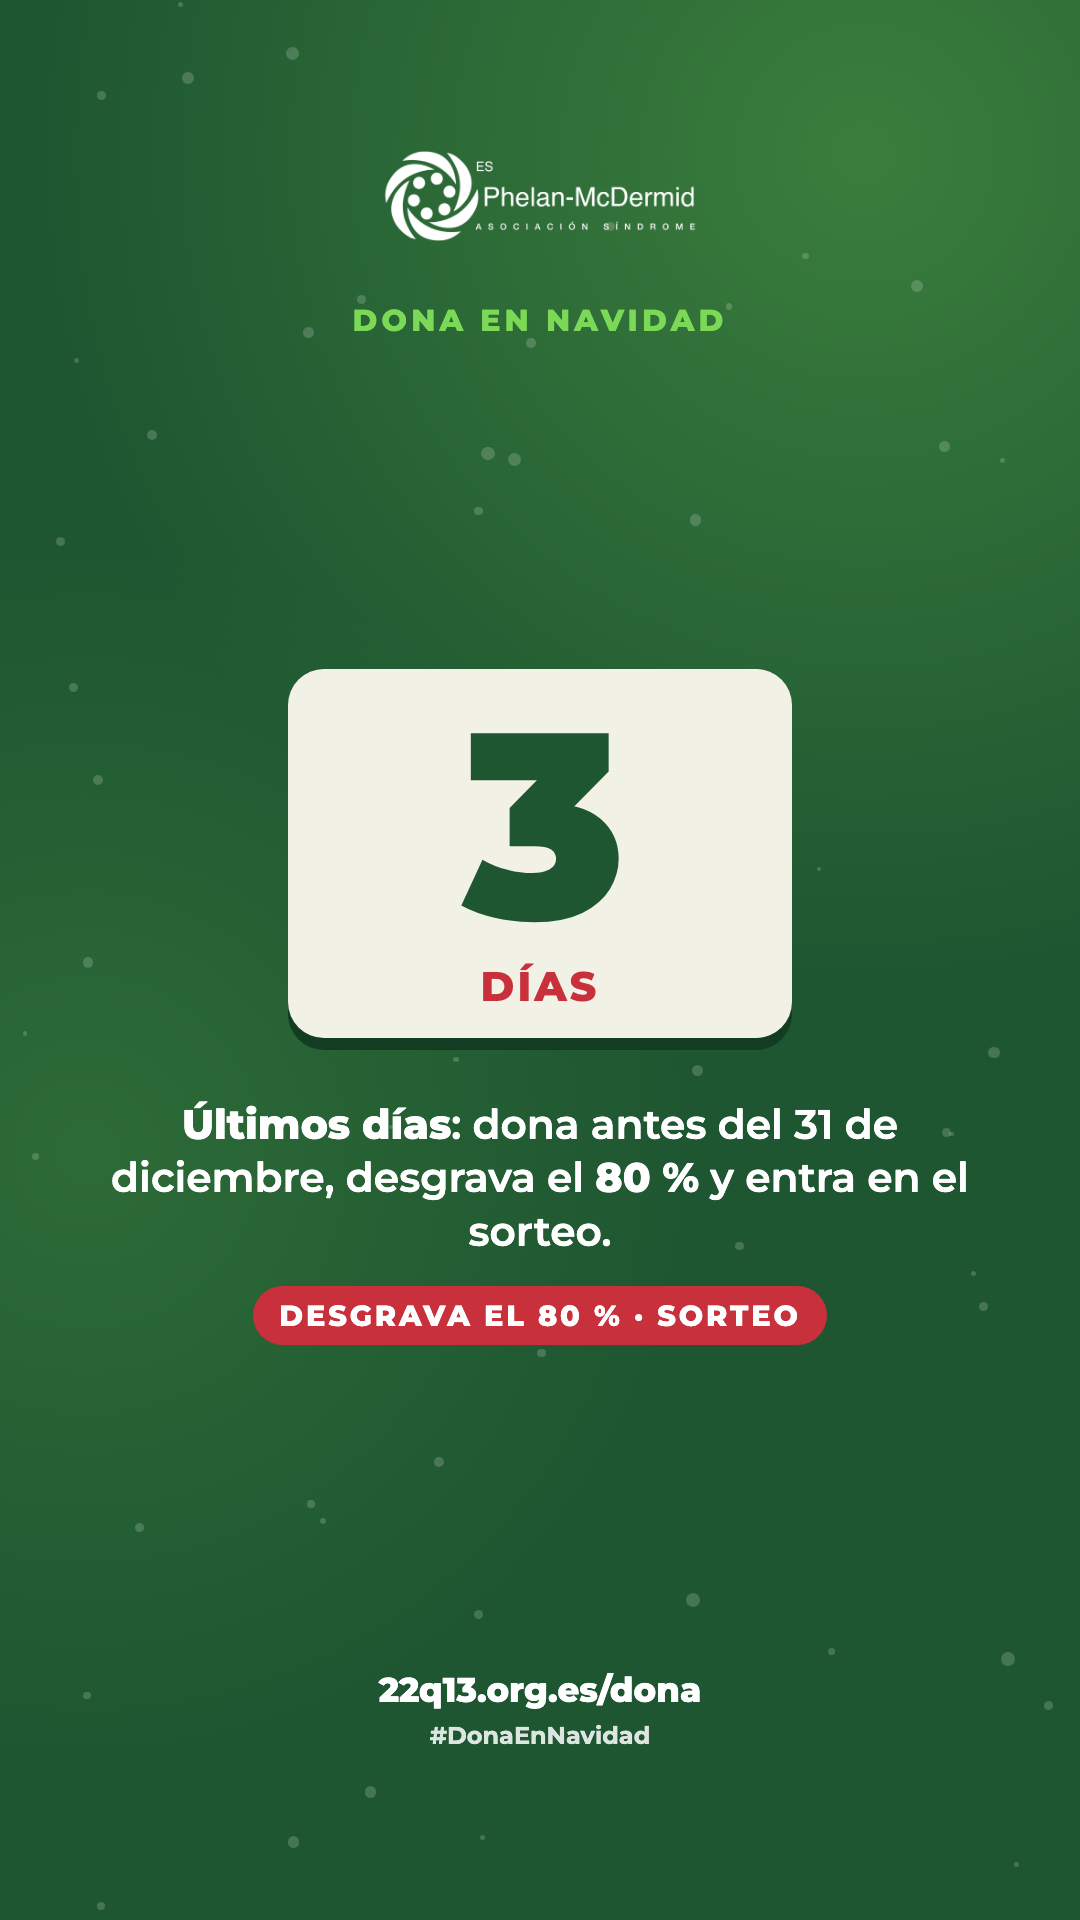 ES
Phelan-McDermid
ASOCIACIÓN SÍNDROME
DONA EN NAVIDAD
3
DÍAS
Últimos días: dona antes del 31 de
diciembre, desgrava el 80 % y entra en el
sorteo.
DESGRAVA EL 80 % · SORTEO
22q13.org.es/dona
#DonaEnNavidad